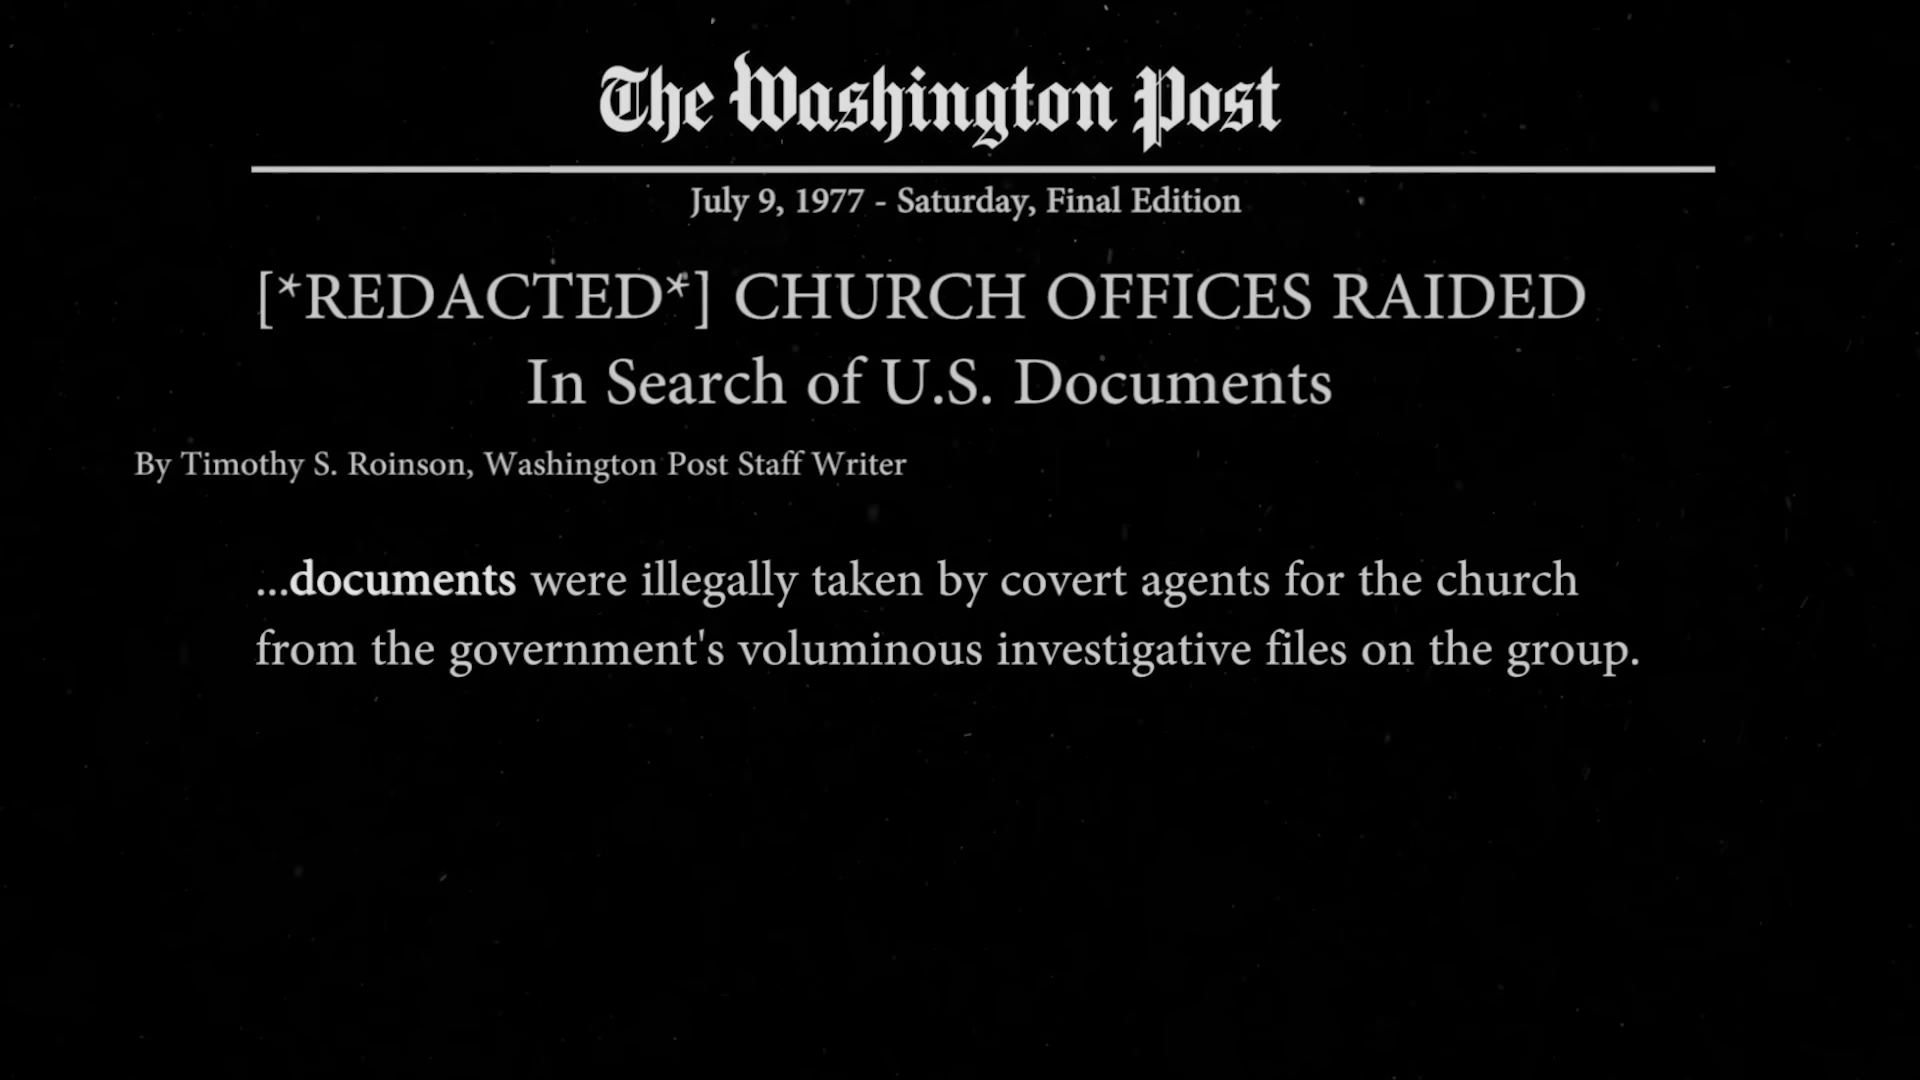 The Washington Post
July 9, 1977 - Saturday, Final Edition
[*REDACTED*] CHURCH OFFICES RAIDED
In Search of U.S. Documents
By Timothy S. Roinson, Washington Post Staff Writer
...documents were illegally taken by covert agents for the church
from the government's voluminous investigative files on the group.